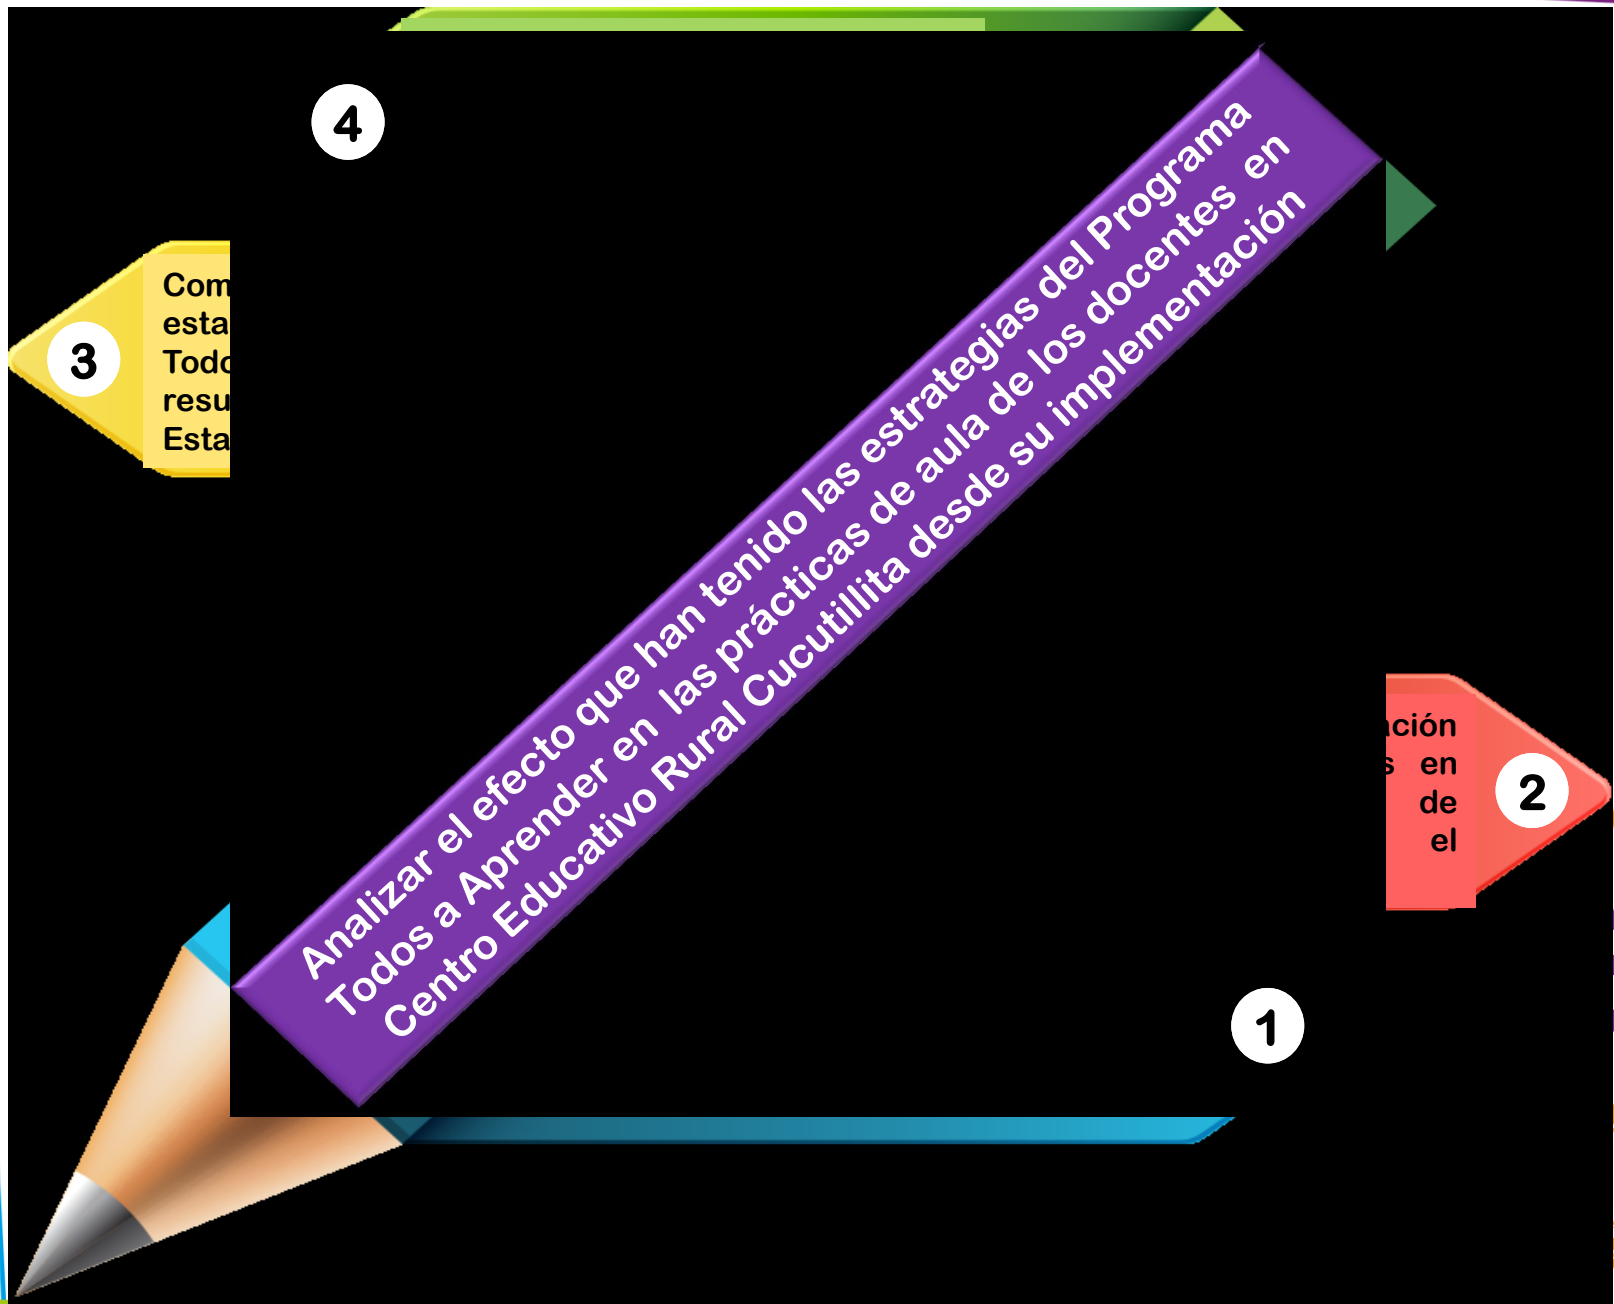 4
Analizar el efecto que han tenido las estrategias del Programa
Todos a Aprender en las prácticas de aula de los docentes en
Centro Educativo Rural Cucutillita desde su implementación
3
Com
esta
Todo
resu
Esta
ción
s en
de
el
2
1